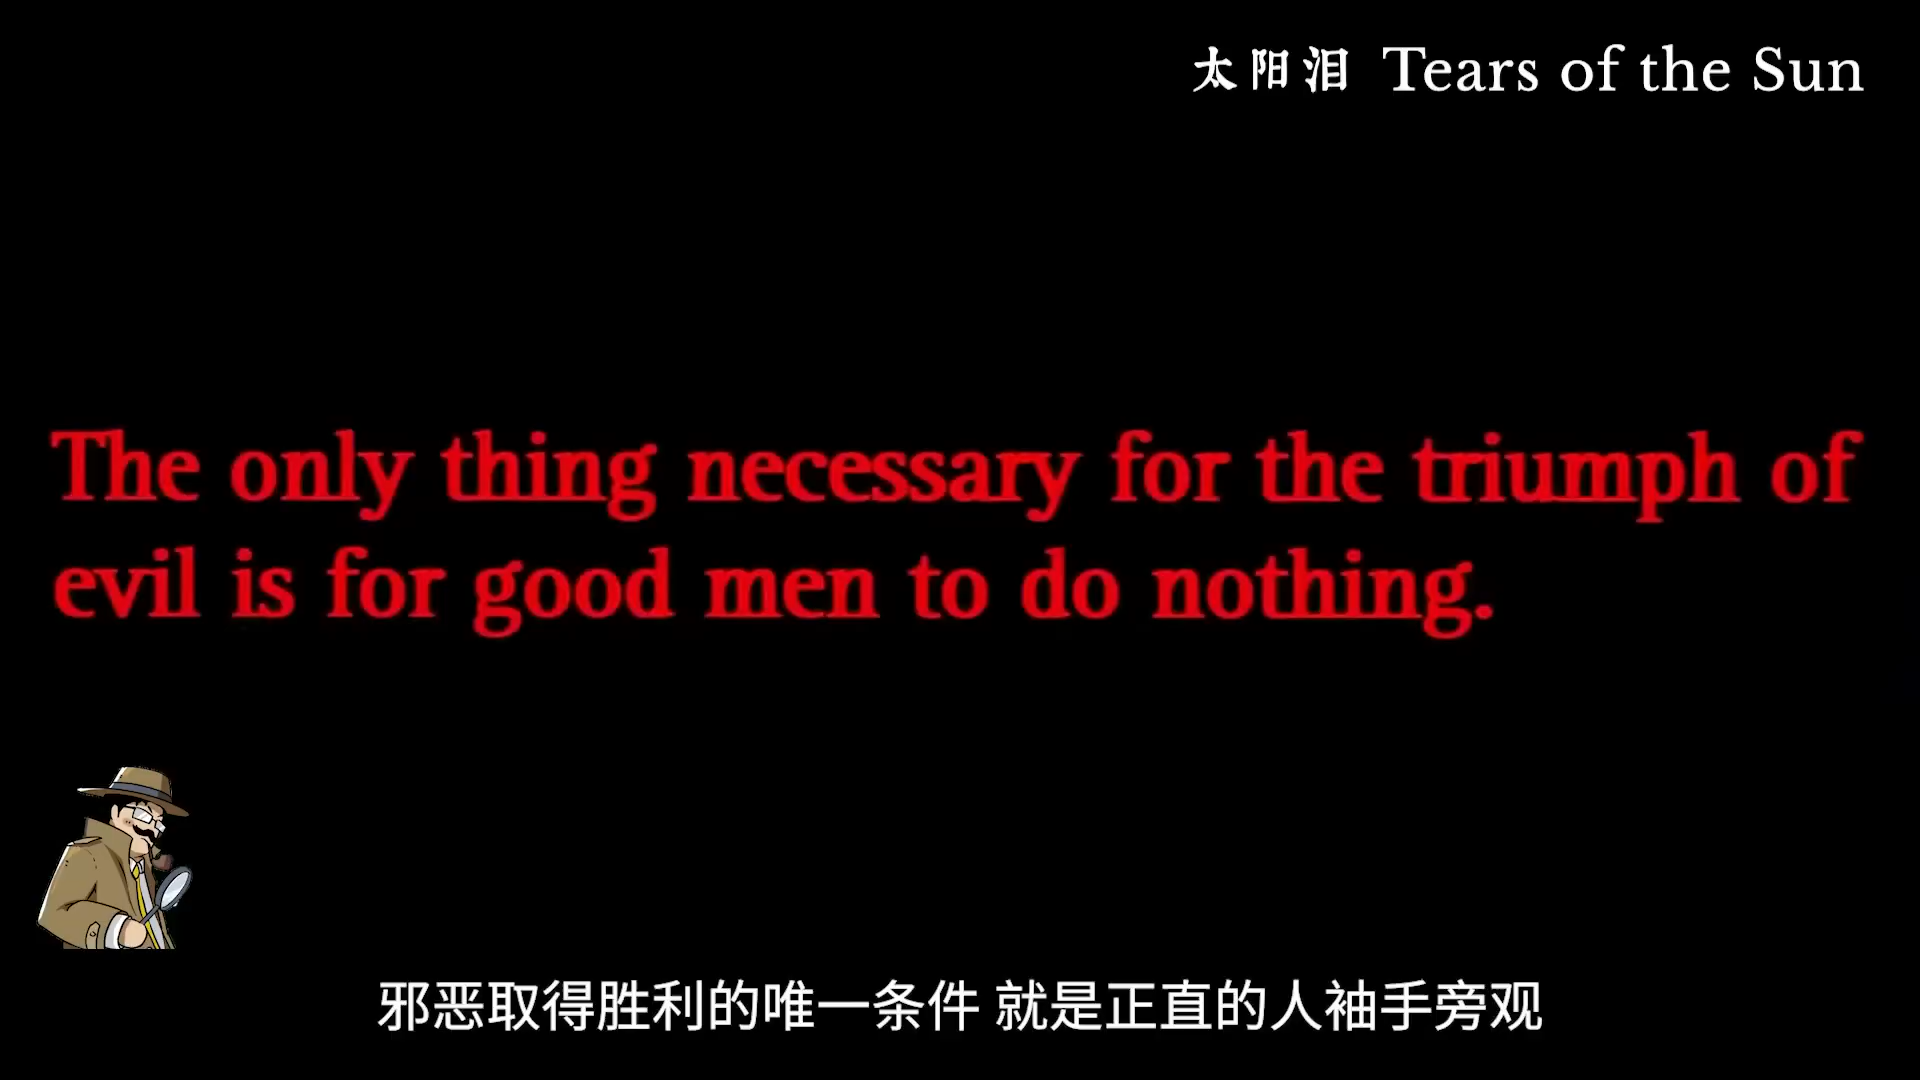 太阳泪 Tears of the Sun
The only thing necessary for the triumph of
evil is for good men to do nothing.
邪恶取得胜利的唯一条件 就是正直的人袖手旁观